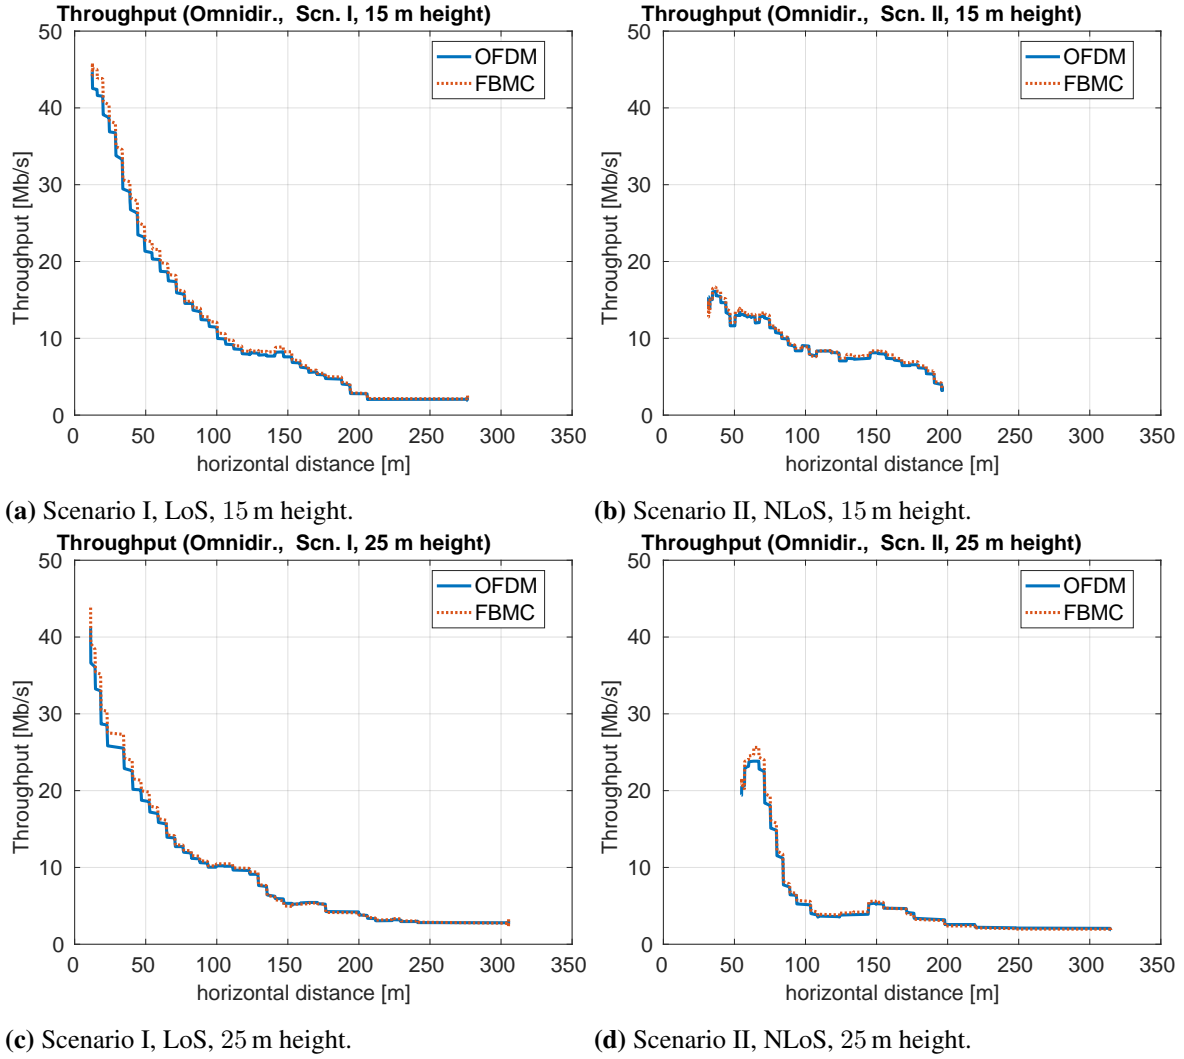 Throughput (Omnidir., Scn. I, 15 m height)
50
40
30
20
10
0
Throughput [Mb/s]
OFDM
FBMC
0 50 100 150 200 250 300 350
horizontal distance [m]
(a) Scenario I, LoS, 15 m height.
Throughput (Omnidir., Scn. II, 15 m height)
50
40
30
20
10
0
Throughput [Mb/s]
OFDM
FBMC
0 50 100 150 200 250 300 350
horizontal distance [m]
(b) Scenario II, NLoS, 15 m height.
Throughput (Omnidir., Scn. I, 25 m height)
50
40
30
20
10
0
Throughput [Mb/s]
OFDM
FBMC
0 50 100 150 200 250 300 350
horizontal distance [m]
(c) Scenario I, LoS, 25 m height.
Throughput (Omnidir., Scn. II, 25 m height)
50
40
30
20
10
0
Throughput [Mb/s]
OFDM
FBMC
0 50 100 150 200 250 300 350
horizontal distance [m]
(d) Scenario II, NLoS, 25 m height.